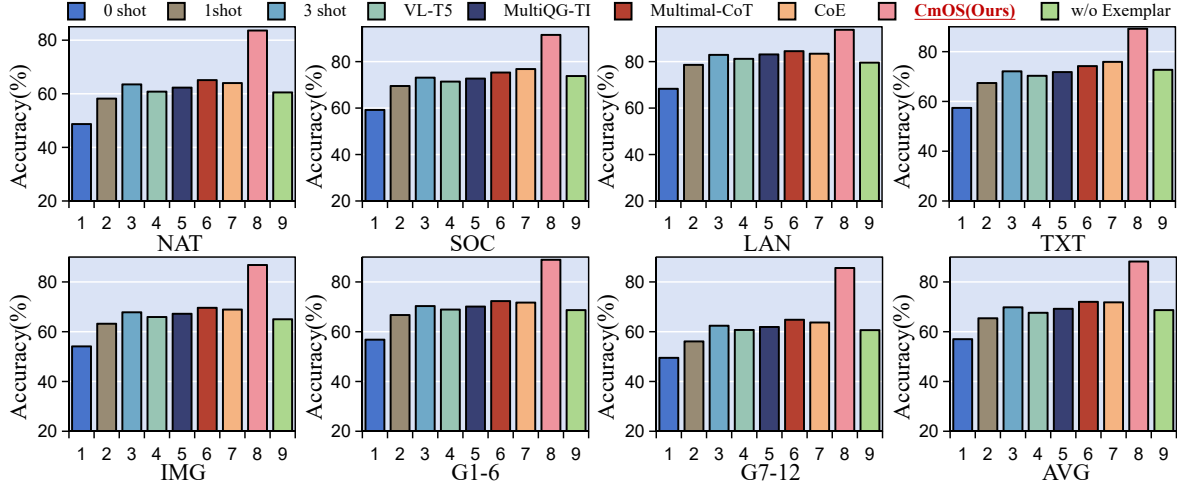 0 shot 1shot 3 shot VL-T5 MultiQG-TI Multimal-CoT CoE CmOS(Ours) w/o Exemplar
Accuracy(%) 80 60 40 20
1 2 3 4 5 6 7 8 9
NAT
Accuracy(%) 80 60 40 20
1 2 3 4 5 6 7 8 9
SOC
Accuracy(%) 80 60 40 20
1 2 3 4 5 6 7 8 9
LAN
Accuracy(%) 80 60 40 20
1 2 3 4 5 6 7 8 9
TXT
Accuracy(%) 80 60 40 20
1 2 3 4 5 6 7 8 9
IMG
Accuracy(%) 80 60 40 20
1 2 3 4 5 6 7 8 9
G1-6
Accuracy(%) 80 60 40 20
1 2 3 4 5 6 7 8 9
G7-12
Accuracy(%) 80 60 40 20
1 2 3 4 5 6 7 8 9
AVG